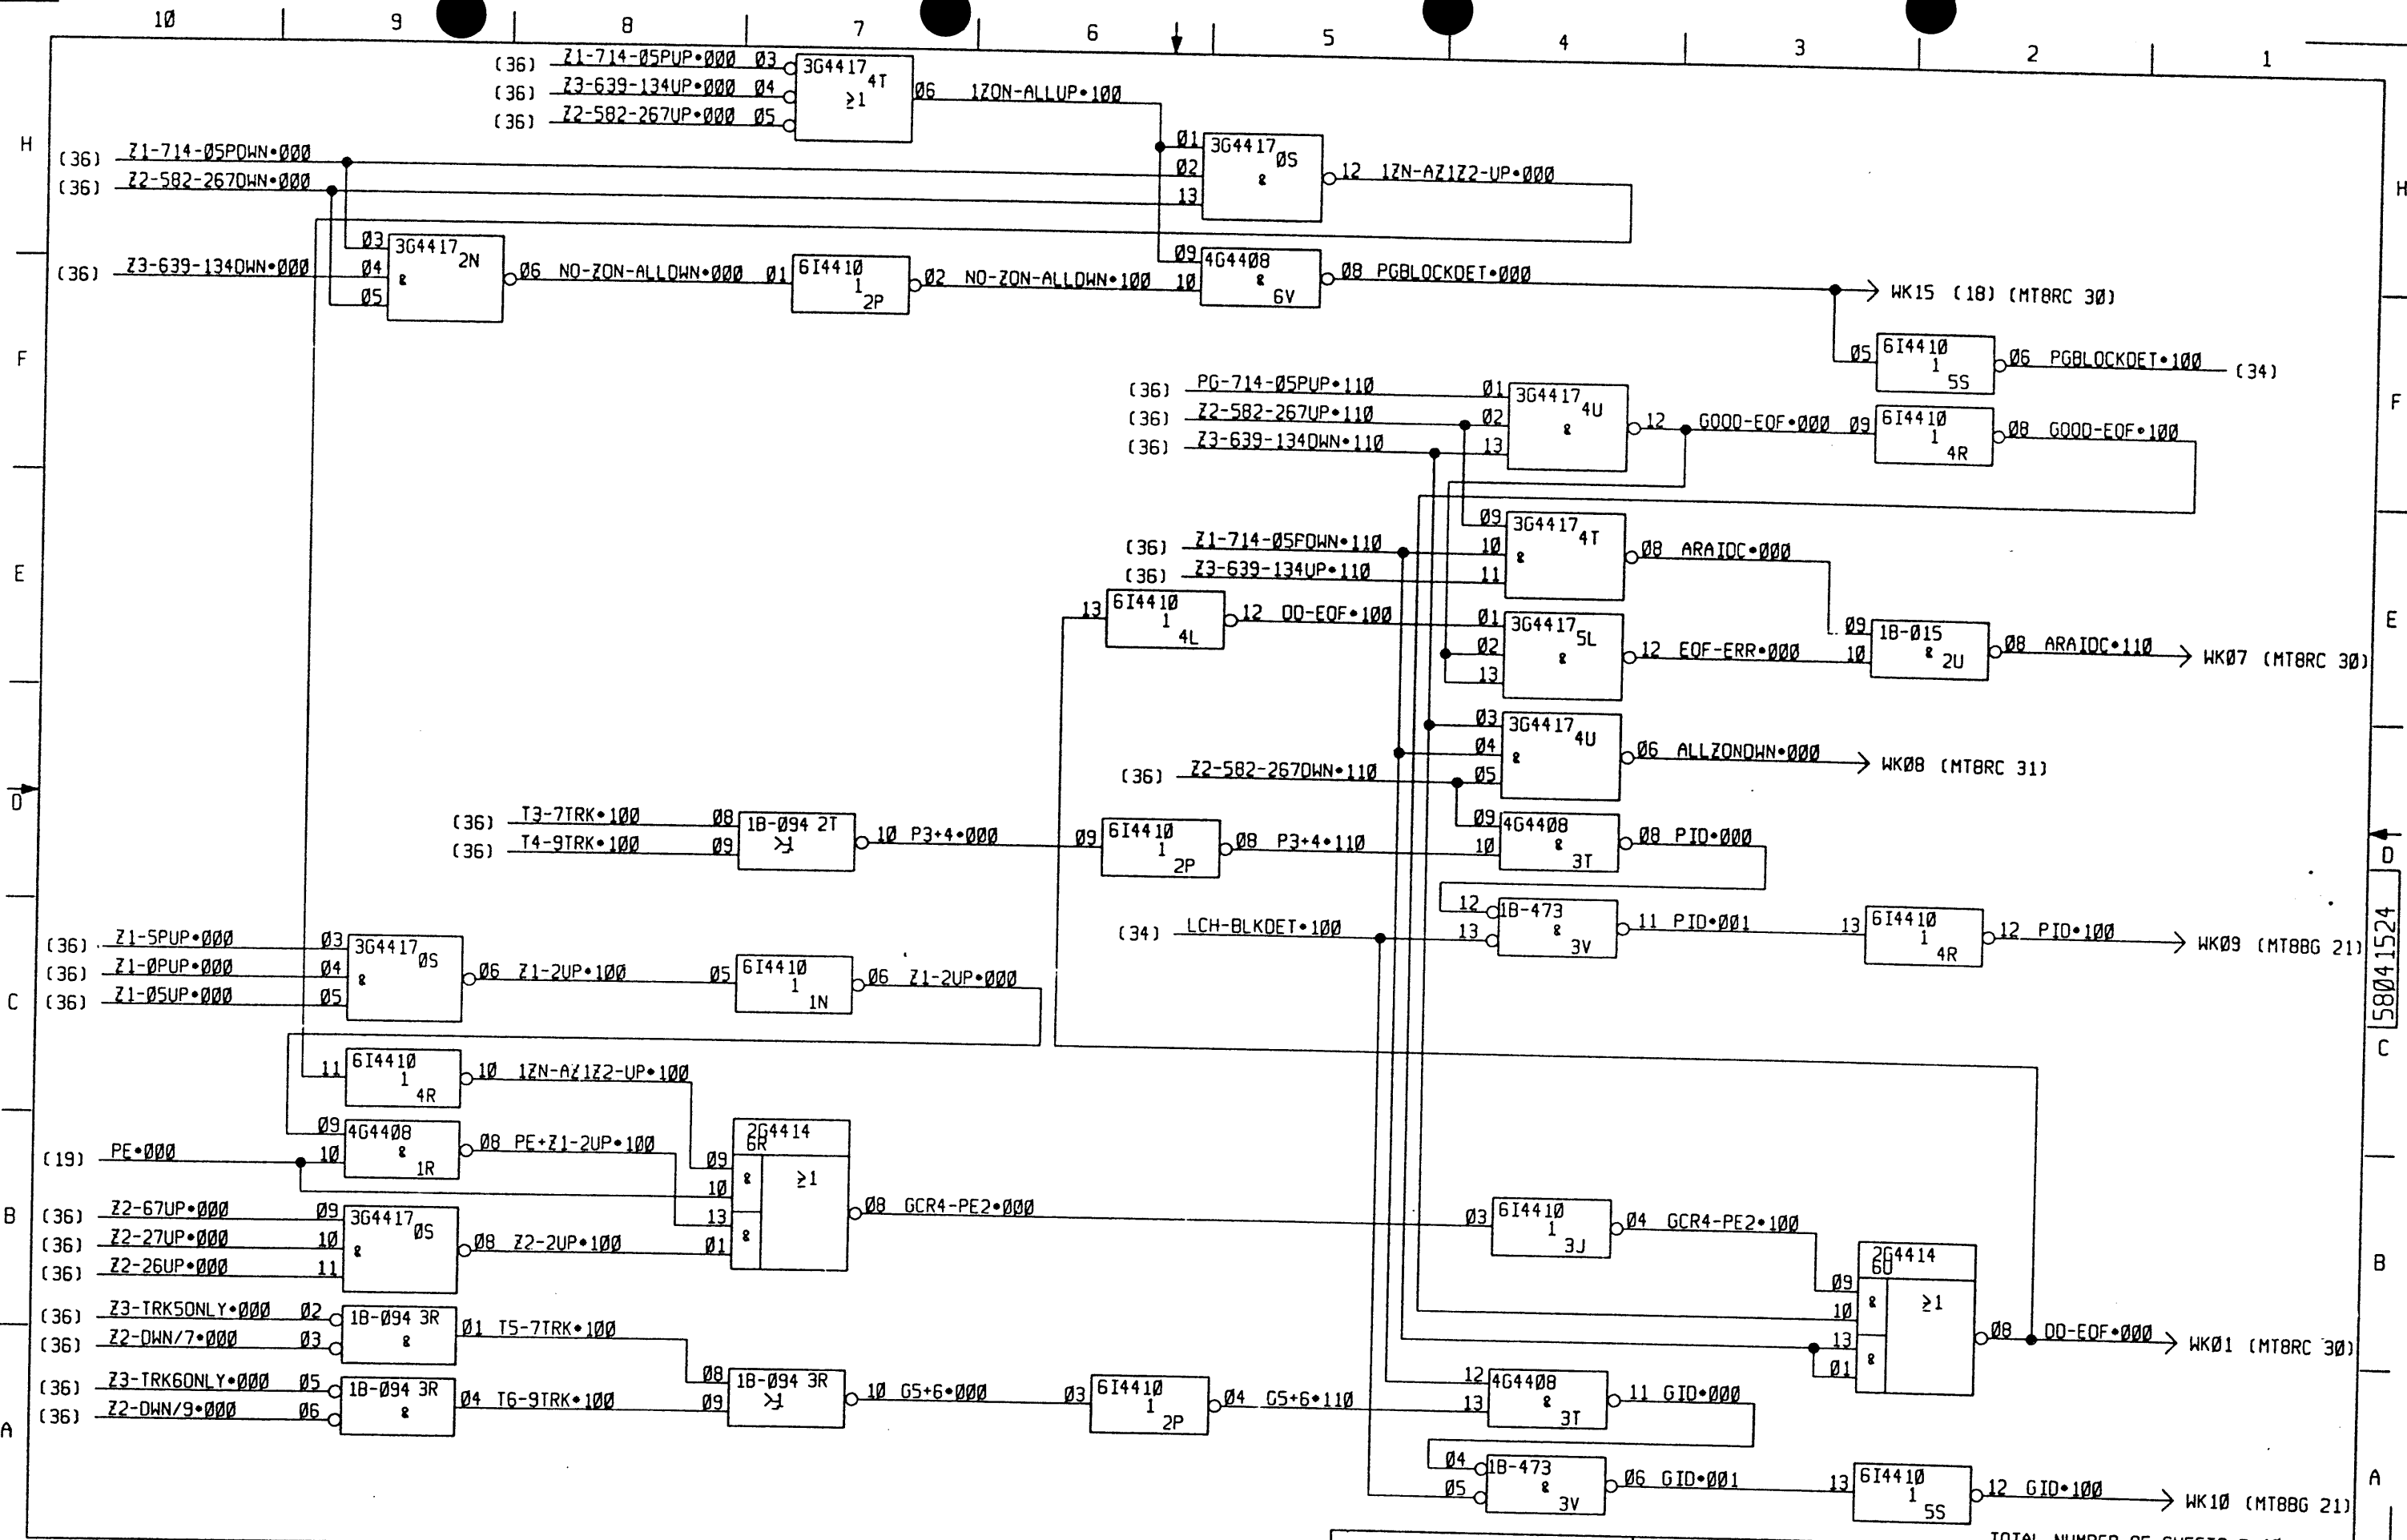 10 9 8 7 6 5 4 3 2 1
(36) Z1-714-05PUP•000 03
(36) Z3-639-134UP•000 04
(36) Z2-582-267UP•000 05
3G4417 4T ≥1
06 1ZON-ALLUP•100
H
(36) Z1-714-05PDWN•000
(36) Z2-582-267DWN•000
01 02 13
3G4417 0S &
12 1ZN-AZ1Z2-UP•000
H
(36) Z3-639-134DWN•000
03 04 05
3G4417 2N &
06 NO-ZON-ALLDWN•000 01
6I4410 1 2P
02 NO-ZON-ALLDWN•100
09 10
4G4408 & 6V
08 PGBLOCKDET•000
WK15 (18) (MT8RC 30)
F
05 6I4410 1 5S
06 PGBLOCKDET•100 (34)
(36) PG-714-05PUP•110 01
(36) Z2-582-267UP•110 02
(36) Z3-639-134DWN•110 13
3G4417 4U &
12 GOOD-EOF•000 09
6I4410 1 4R
08 GOOD-EOF•100
F
E
09
(36) Z1-714-05PDWN•110 10
(36) Z3-639-134UP•110 11
3G4417 4T &
08 ARAIDC•000
13 6I4410 1 4L
12 DD-EOF•100 01
02 13
3G4417 5L &
12 EOF-ERR•000
09 10
1B-015 & 2U
08 ARAIDC•110
WK07 (MT8RC 30)
E
03 04
(36) Z2-582-267DWN•110 05
3G4417 4U &
06 ALLZONDWN•000
WK08 (MT8RC 31)
D
(36) T3-7TRK•100 08
(36) T4-9TRK•100 09
1B-094 2T ≥1
10 P3+4•000 09
6I4410 1 2P
08 P3+4•110
09 10
4G4408 & 3T
08 PID•000
D
12
(34) LCH-BLKDET•100 13
1B-473 & 3V
11 PID•001 13
6I4410 1 4R
12 PID•100
WK09 (MT8BG 21)
58041524
(36) Z1-5PUP•000 03
(36) Z1-0PUP•000 04
(36) Z1-05UP•000 05
3G4417 0S &
06 Z1-2UP•100 05
6I4410 1 1N
06 Z1-2UP•000
C
C
11 6I4410 1 4R
10 1ZN-AZ1Z2-UP•100
09
(19) PE•000 10
4G4408 & 1R
08 PE+Z1-2UP•100
B
(36) Z2-67UP•000 09
(36) Z2-27UP•000 10
(36) Z2-26UP•000 11
3G4417 0S &
08 Z2-2UP•100
09 10 13 01
2G4414 6R & & ≥1
08 GCR4-PE2•000 03
6I4410 1 3J
04 GCR4-PE2•100
B
09 10 13 01
2G4414 6U & & ≥1
08 DD-EOF•000
WK01 (MT8RC 30)
(36) Z3-TRK5ONLY•000 02
(36) Z2-DWN/7•000 03
1B-094 3R &
01 T5-7TRK•100
(36) Z3-TRK6ONLY•000 05
(36) Z2-DWN/9•000 06
1B-094 3R &
04 T6-9TRK•100
08 09
1B-094 3R ≥1
10 G5+6•000 03
6I4410 1 2P
04 G5+6•110
12 13
4G4408 & 3T
11 GID•000
A
04 05
1B-473 & 3V
06 GID•001 13
6I4410 1 5S
12 GID•100
WK10 (MT8BG 21)
A